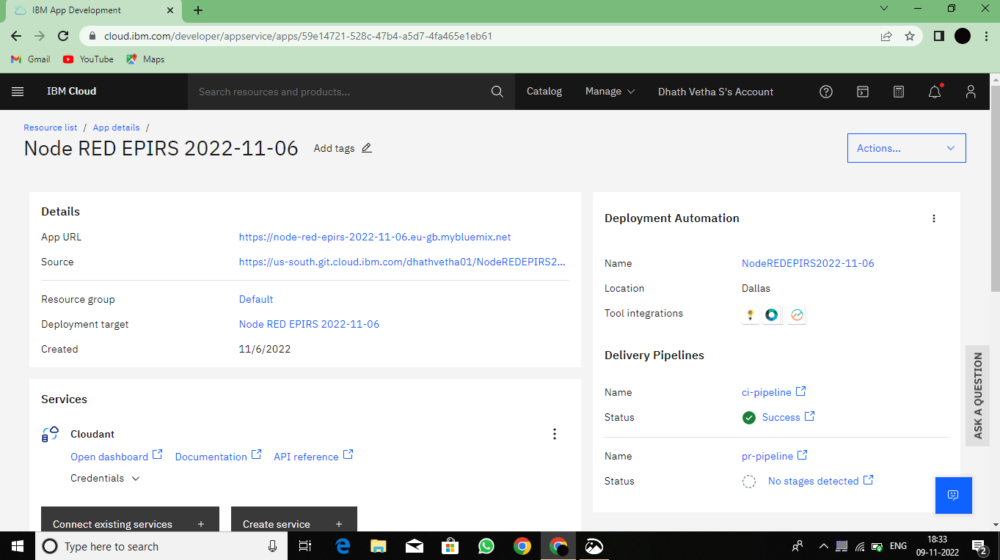 IBM App Development
cloud.ibm.com/developer/appservice/apps/59e14721-528c-47b4-a5d7-4fa465e1eb61
Gmail YouTube Maps
IBM Cloud Search resources and products... Catalog Manage Dhath Vetha S's Account
Resource list / App details /
Node RED EPIRS 2022-11-06 Add tags
Actions...
Details
App URL https://node-red-epirs-2022-11-06.eu-gb.mybluemix.net
Source https://us-south.git.cloud.ibm.com/dhathvetha01/NodeREDEPIRS2...
Resource group Default
Deployment target Node RED EPIRS 2022-11-06
Created 11/6/2022
Services
Cloudant
Open dashboard Documentation API reference
Credentials
Connect existing services +
Create service +
Deployment Automation
Name NodeREDEPIRS2022-11-06
Location Dallas
Tool integrations
Delivery Pipelines
Name ci-pipeline
Status Success
Name pr-pipeline
Status No stages detected
ASK A QUESTION
Type here to search
ENG
18:33
09-11-2022
2